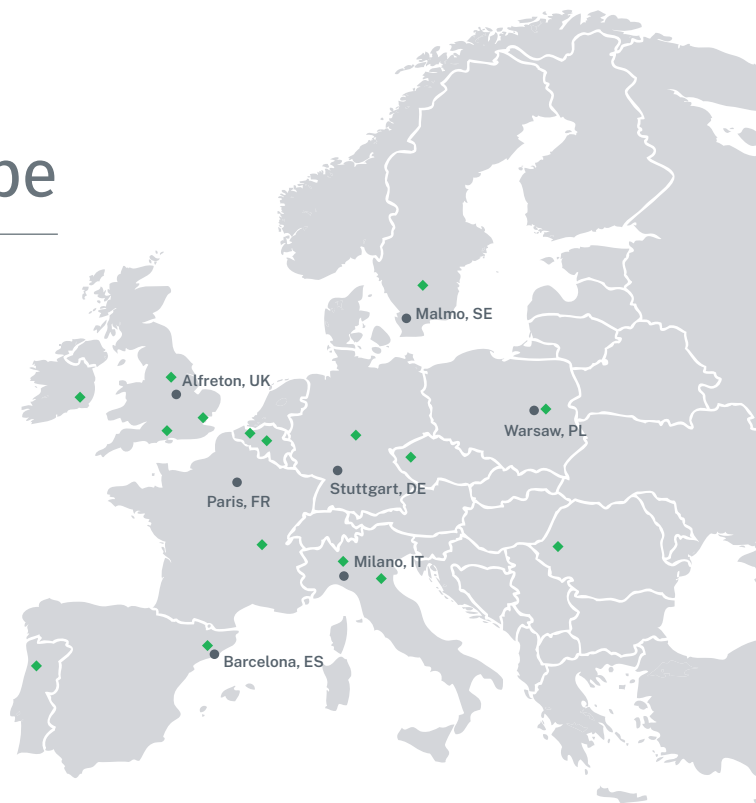 pe
Malmo, SE
Alfreton, UK
Warsaw, PL
Stuttgart, DE
Paris, FR
Milano, IT
Barcelona, ES